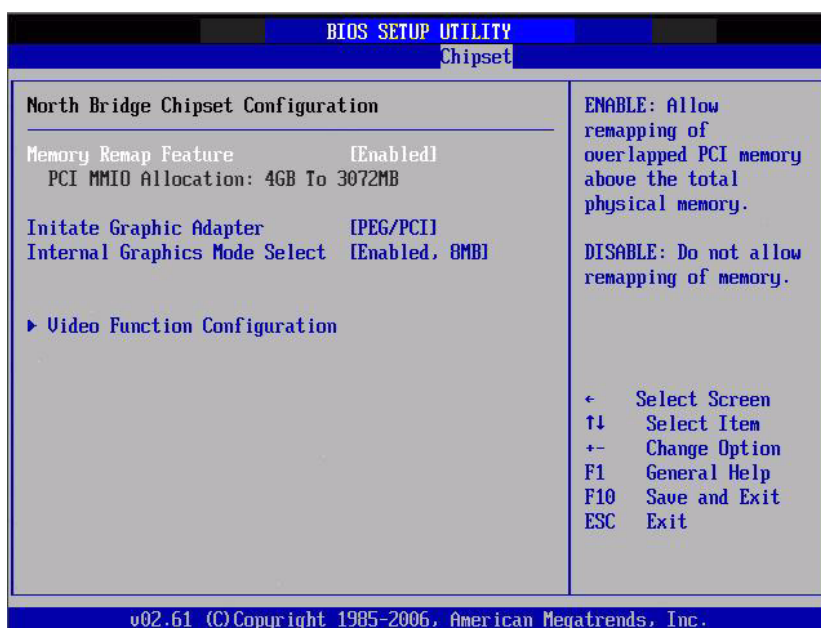 BIOS SETUP UTILITY
Chipset
North Bridge Chipset Configuration
Memory Remap Feature [Enabled]
PCI MMIO Allocation: 4GB To 3072MB
Initate Graphic Adapter [PEG/PCI]
Internal Graphics Mode Select [Enabled, 8MB]
▶ Video Function Configuration
ENABLE: Allow
remapping of
overlapped PCI memory
above the total
physical memory.
DISABLE: Do not allow
remapping of memory.
← Select Screen
↑↓ Select Item
+- Change Option
F1 General Help
F10 Save and Exit
ESC Exit
v02.61 (C)Copyright 1985-2006, American Megatrends, Inc.